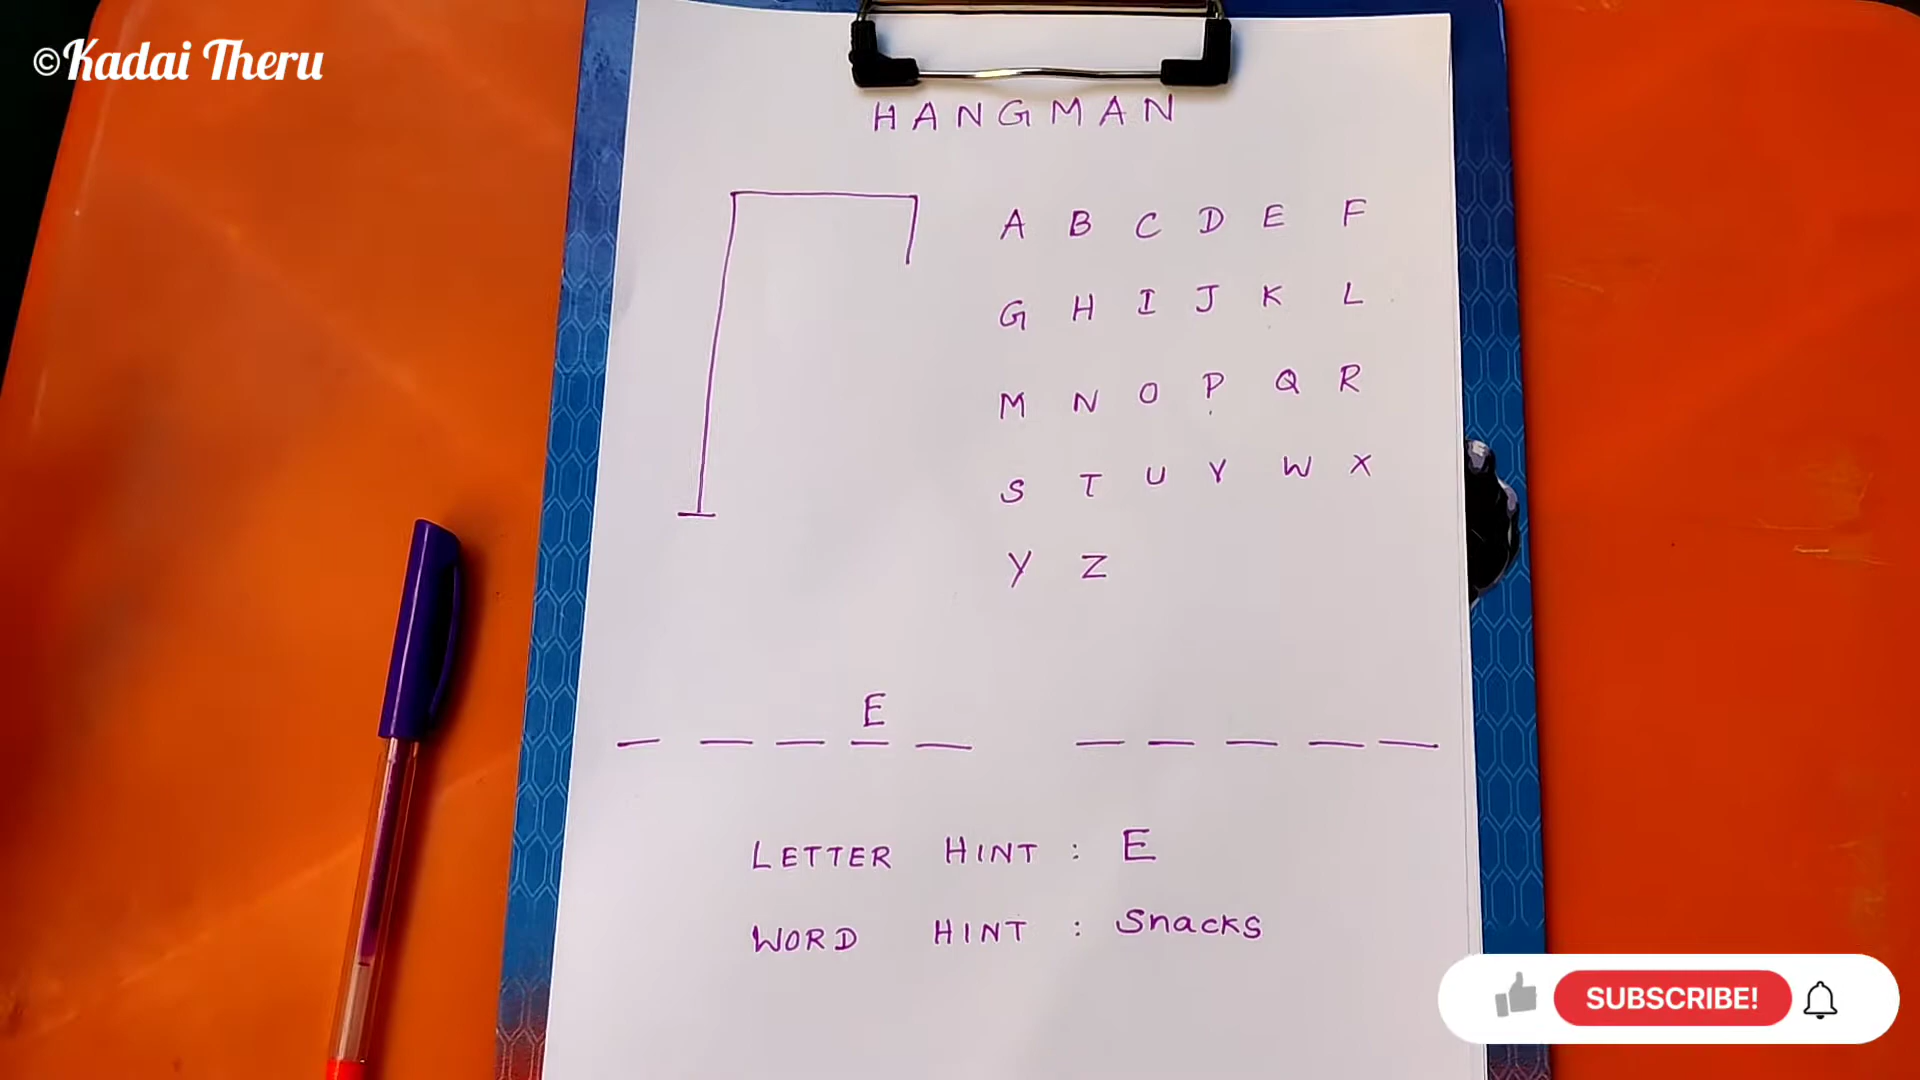 ©Kadai Theru
HANGMAN
A B C D E F
G H I J K L
M N O P Q R
S T U V W X
Y Z
E
LETTER HINT : E
WORD HINT : Snacks
SUBSCRIBE!